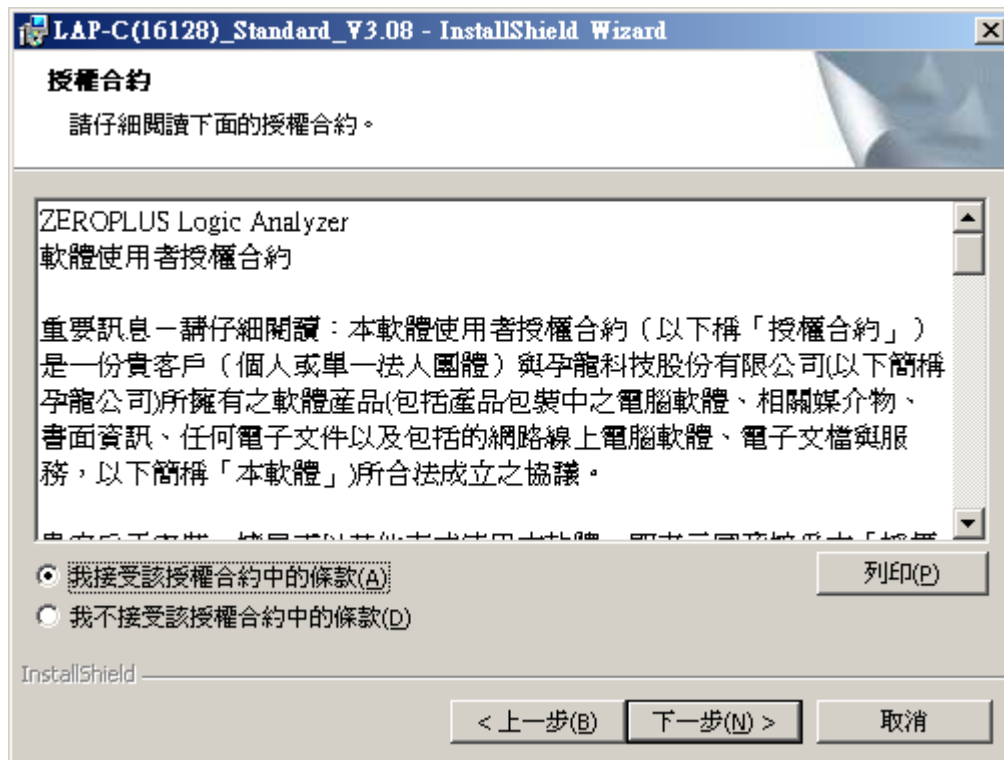 LAP-C(16128)_Standard_V3.08 - InstallShield Wizard
授權合約
請仔細閱讀下面的授權合約。
ZEROPLUS Logic Analyzer
軟體使用者授權合約
重要訊息－請仔細閱讀：本軟體使用者授權合約（以下稱「授權合約」）
是一份貴客戶（個人或單一法人團體）與孕龍科技股份有限公司(以下簡稱
孕龍公司)所擁有之軟體產品(包括產品包裝中之電腦軟體、相關媒介物、
書面資訊、任何電子文件以及包括的網路線上電腦軟體、電子文檔與服
務，以下簡稱「本軟體」)所合法成立之協議。
我接受該授權合約中的條款(A)
列印(P)
我不接受該授權合約中的條款(D)
InstallShield
< 上一步(B)
下一步(N) >
取消